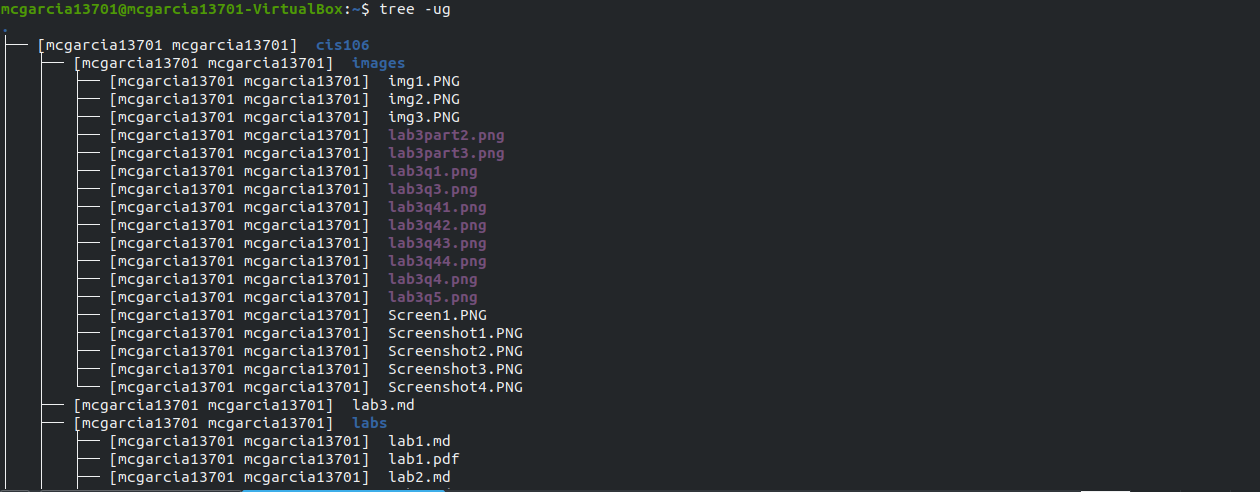 mcgarcia13701@mcgarcia13701-VirtualBox:~$ tree -ug
.
├── [mcgarcia13701 mcgarcia13701]  cis106
│   ├── [mcgarcia13701 mcgarcia13701]  images
│   │   ├── [mcgarcia13701 mcgarcia13701]  img1.PNG
│   │   ├── [mcgarcia13701 mcgarcia13701]  img2.PNG
│   │   ├── [mcgarcia13701 mcgarcia13701]  img3.PNG
│   │   ├── [mcgarcia13701 mcgarcia13701]  lab3part2.png
│   │   ├── [mcgarcia13701 mcgarcia13701]  lab3part3.png
│   │   ├── [mcgarcia13701 mcgarcia13701]  lab3q1.png
│   │   ├── [mcgarcia13701 mcgarcia13701]  lab3q3.png
│   │   ├── [mcgarcia13701 mcgarcia13701]  lab3q41.png
│   │   ├── [mcgarcia13701 mcgarcia13701]  lab3q42.png
│   │   ├── [mcgarcia13701 mcgarcia13701]  lab3q43.png
│   │   ├── [mcgarcia13701 mcgarcia13701]  lab3q44.png
│   │   ├── [mcgarcia13701 mcgarcia13701]  lab3q4.png
│   │   ├── [mcgarcia13701 mcgarcia13701]  lab3q5.png
│   │   ├── [mcgarcia13701 mcgarcia13701]  Screen1.PNG
│   │   ├── [mcgarcia13701 mcgarcia13701]  Screenshot1.PNG
│   │   ├── [mcgarcia13701 mcgarcia13701]  Screenshot2.PNG
│   │   ├── [mcgarcia13701 mcgarcia13701]  Screenshot3.PNG
│   │   └── [mcgarcia13701 mcgarcia13701]  Screenshot4.PNG
│   ├── [mcgarcia13701 mcgarcia13701]  lab3.md
│   ├── [mcgarcia13701 mcgarcia13701]  labs
│   │   ├── [mcgarcia13701 mcgarcia13701]  lab1.md
│   │   ├── [mcgarcia13701 mcgarcia13701]  lab1.pdf
│   │   ├── [mcgarcia13701 mcgarcia13701]  lab2.md